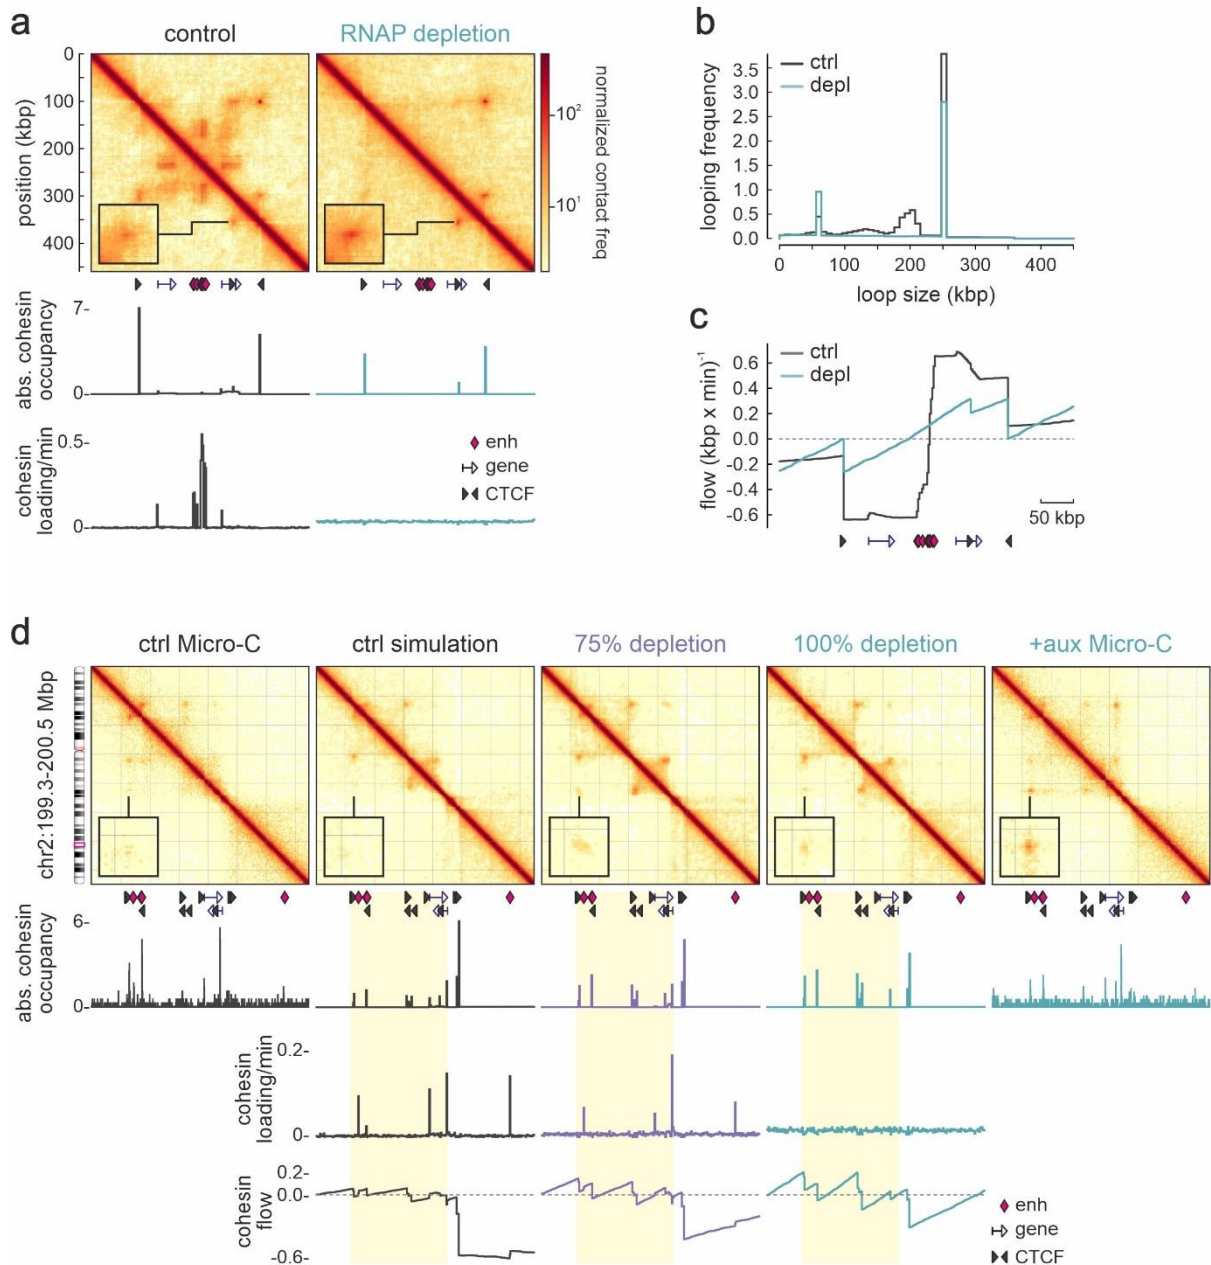 a
control
RNAP depletion
position (kbp)
0
100
200
300
400
10²
10¹
normalized contact freq
abs. cohesin
occupancy
7-
0-
cohesin
loading/min
0.5-
0-
enh
gene
CTCF
b
looping frequency
3.5
3.0
2.5
2.0
1.5
1.0
0.5
0.0
ctrl
depl
0 100 200 300 400
loop size (kbp)
c
flow (kbp x min)⁻¹
0.6
0.4
0.2
0.0
-0.2
-0.4
-0.6
ctrl
depl
50 kbp
d
ctrl Micro-C
ctrl simulation
75% depletion
100% depletion
+aux Micro-C
chr2:199.3-200.5 Mbp
abs. cohesin
occupancy
6-
0-
cohesin
loading/min
0.2-
0-
cohesin
flow
0.2-
0.0-
-0.6-
enh
gene
CTCF